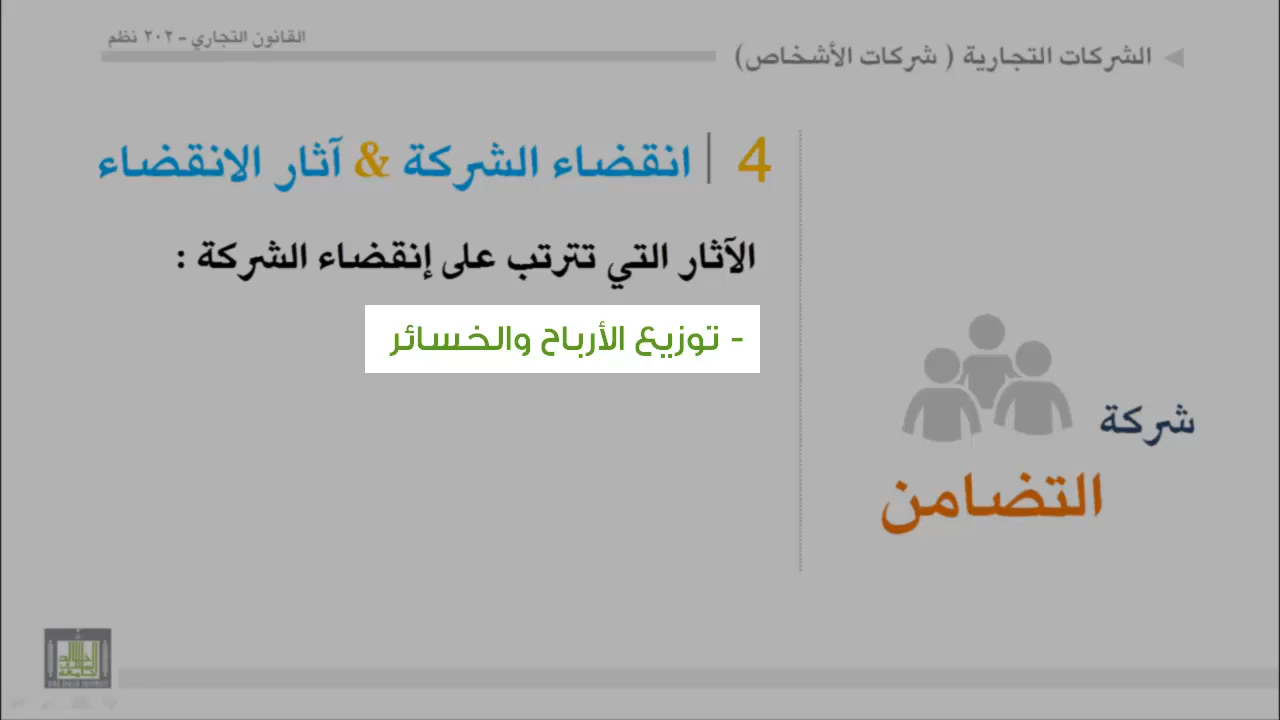 القانون التجاري - ٢٠٢ نظم
الشركات التجارية ( شركات الأشخاص)
4 | انقضاء الشركة & آثار الانقضاء
الآثار التي تترتب على إنقضاء الشركة :
- توزيع الأرباح والخسائر
شركة
التضامن